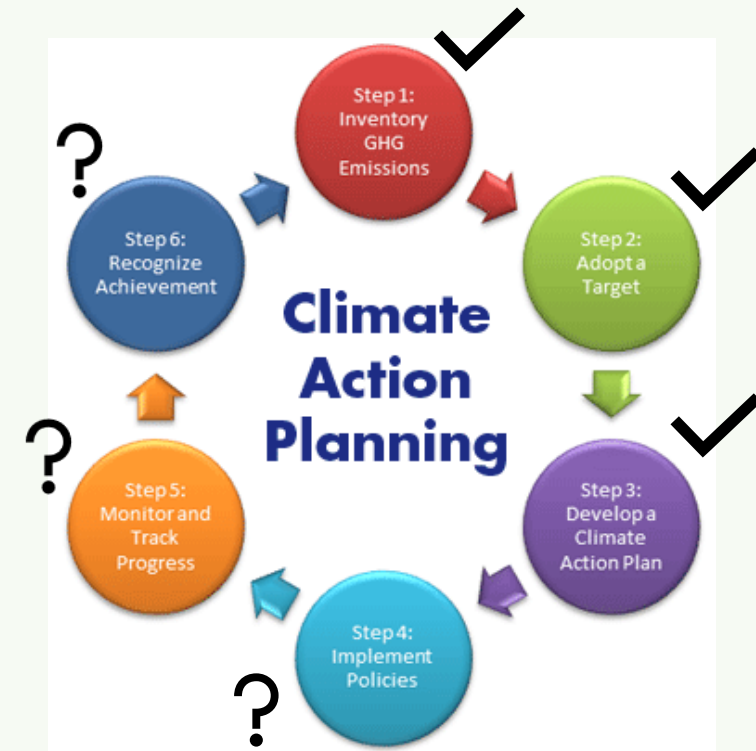 Step 1:
Inventory
GHG
Emissions
Step 2:
Adopt a
Target
Step 3:
Develop a
Climate
Action Plan
Step 4:
Implement
Policies
Step 5:
Monitor and
Track
Progress
Step 6:
Recognize
Achievement
Climate
Action
Planning
?
?
?